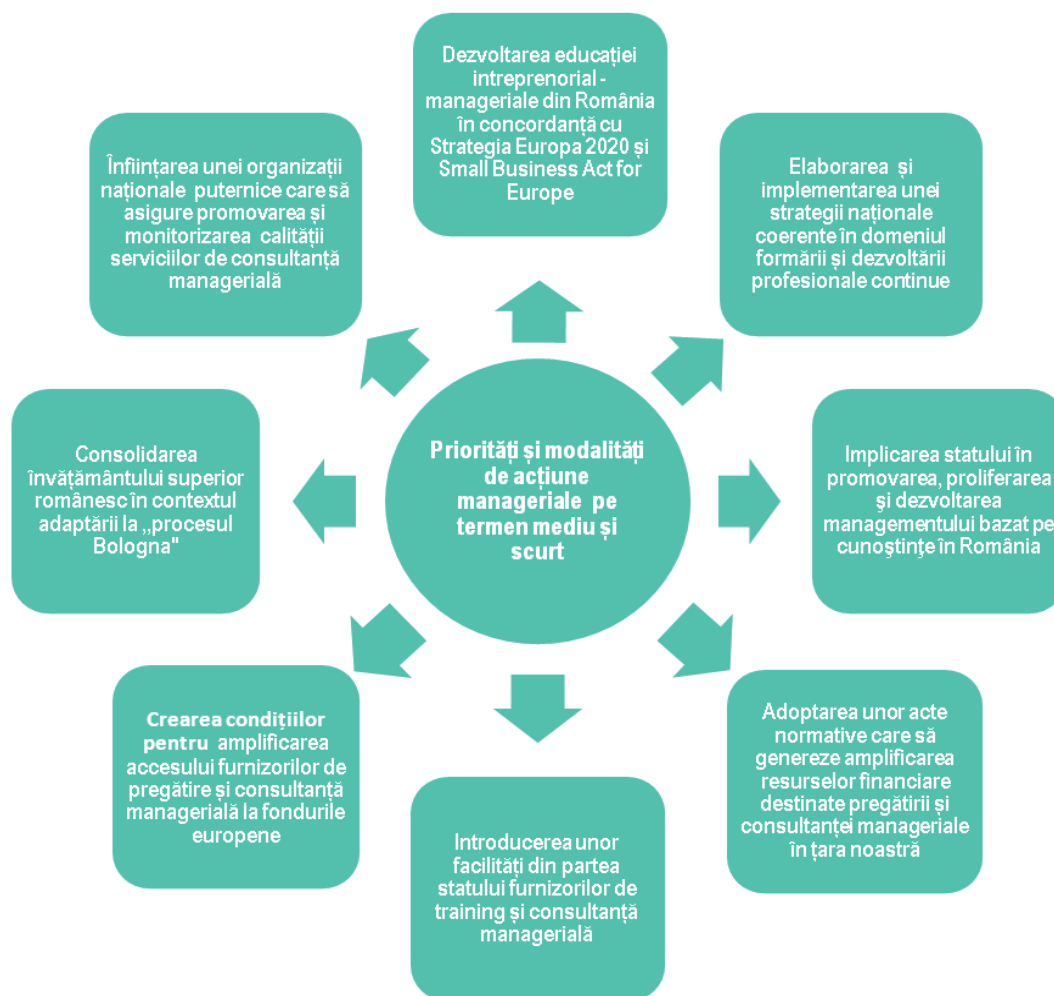 Dezvoltarea educației
intreprenorial -
manageriale din România
în concordanță cu
Strategia Europa 2020 și
Small Business Act for
Europe
Elaborarea și
implementarea unei
strategii naționale
coerente în domeniul
formării și dezvoltării
profesionale continue
Implicarea statului în
promovarea, proliferarea
şi dezvoltarea
managementului bazat pe
cunoştinţe în România
Adoptarea unor acte
normative care să
genereze amplificarea
resurselor financiare
destinate pregătirii și
consultanței manageriale
în țara noastră
Introducerea unor
facilități din partea
statului furnizorilor de
training și consultanță
managerială
Crearea condițiilor
pentru amplificarea
accesului furnizorilor de
pregătire și consultanță
managerială la fondurile
europene
Consolidarea
învățământului superior
românesc în contextul
adaptării la „procesul
Bologna"
Înființarea unei organizații
naționale puternice care să
asigure promovarea și
monitorizarea calității
serviciilor de consultanță
managerială
Priorități și modalități
de acțiune
manageriale pe
termen mediu și
scurt